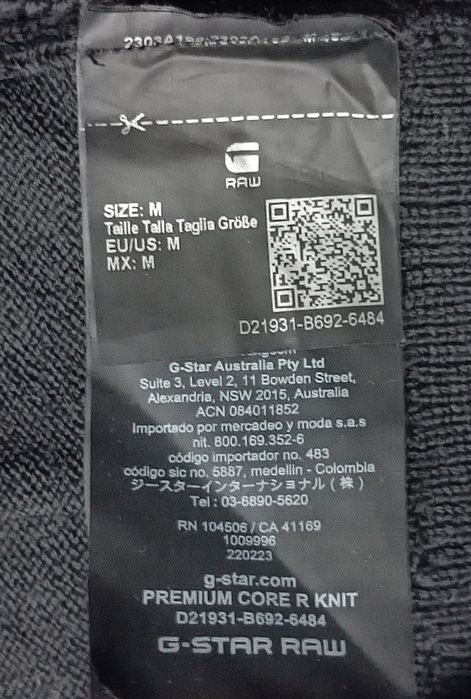 RAW
SIZE: M
Taille Talla Taglia Größe
EU/US: M
MX: M
D21931-B692-6484
G-Star Australia Pty Ltd
Suite 3, Level 2, 11 Bowden Street,
Alexandria, NSW 2015, Australia
ACN 084011852
Importado por mercadeo y moda s.a.s
nit. 800.169.352-6
código importador no. 483
código sic no. 5887, medellin - Colombia
ジースターインターナショナル(株)
Tel : 03-6890-5620
RN 104506 / CA 41169
1009996
220223
g-star.com
PREMIUM CORE R KNIT
D21931-B692-6484
G-STAR RAW